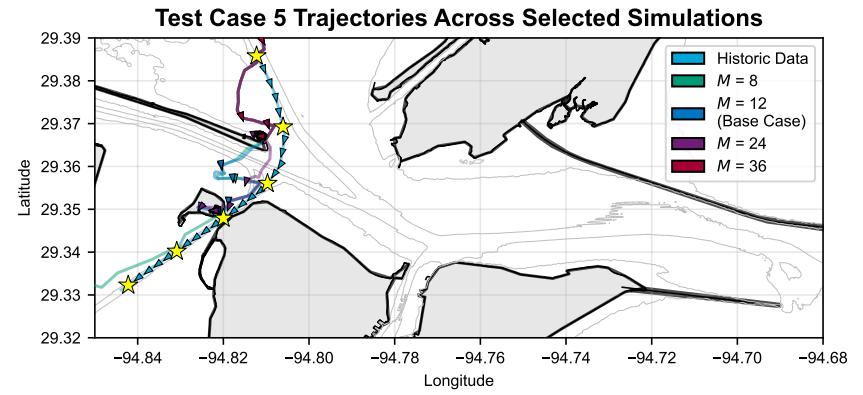 Test Case 5 Trajectories Across Selected Simulations
29.39
29.38
29.37
29.36
29.35
29.34
29.33
29.32
Latitude
Historic Data
M = 8
M = 12
(Base Case)
M = 24
M = 36
−94.84
−94.82
−94.80
−94.78
−94.76
−94.74
−94.72
−94.70
−94.68
Longitude